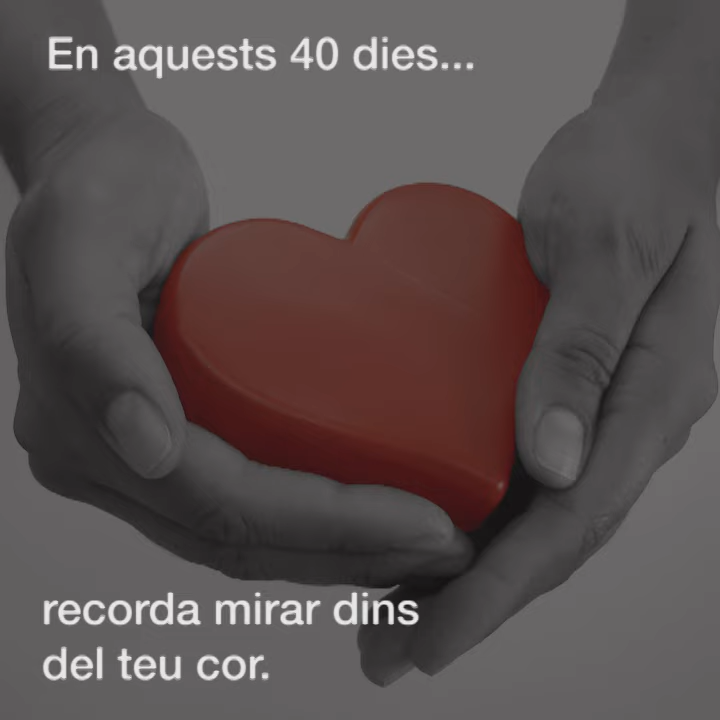 En aquests 40 dies...
recorda mirar dins
del teu cor.